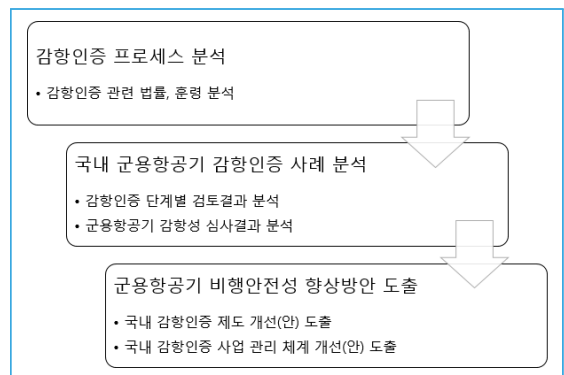 감항인증 프로세스 분석
• 감항인증 관련 법률, 훈령 분석
국내 군용항공기 감항인증 사례 분석
• 감항인증 단계별 검토결과 분석
• 군용항공기 감항성 심사결과 분석
군용항공기 비행안전성 향상방안 도출
• 국내 감항인증 제도 개선(안) 도출
• 국내 감항인증 사업 관리 체계 개선(안) 도출